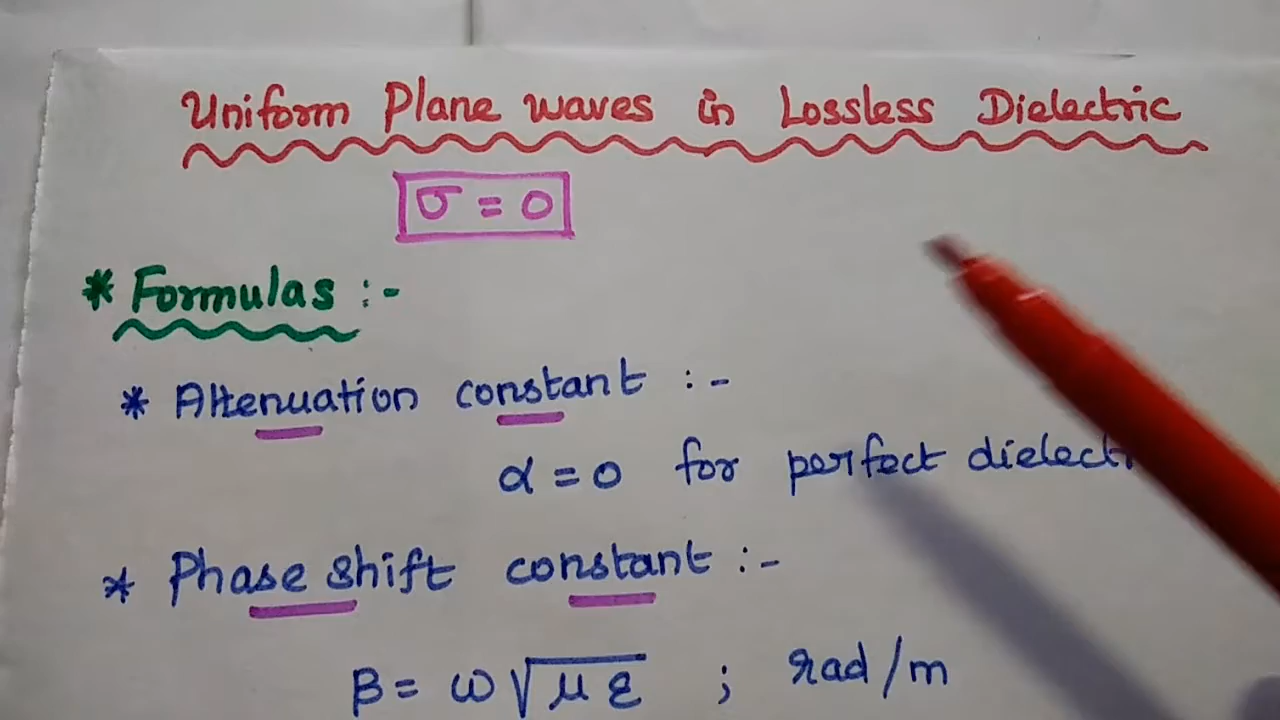 Uniform Plane waves in Lossless Dielectric
σ = 0
* Formulas :-
* Attenuation constant :-
α = 0 for perfect
* Phase shift constant :-
β = ω√με ; rad/m